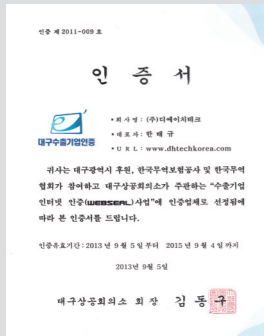 인증 제 2011-009 호
인 증 서
대구수출기업인증
• 회 사 명 : (주)디에이치테크
• 대 표 자 : 한 태 규
• U R L : www.dhtechkorea.com
귀사는 대구광역시 후원, 한국무역보험공사 및 한국무역
협회가 참여하고 대구상공회의소가 주관하는 "수출기업
인터넷 인증(WEBSEAL)사업"에 인증업체로 선정됨에
따라 본 인증서를 드립니다.
인증유효기간 : 2013 년 9 월 5 일 부터 2015 년 9 월 4 일 까지
2013년 9월 5일
대구상공회의소 회장 김 동 구